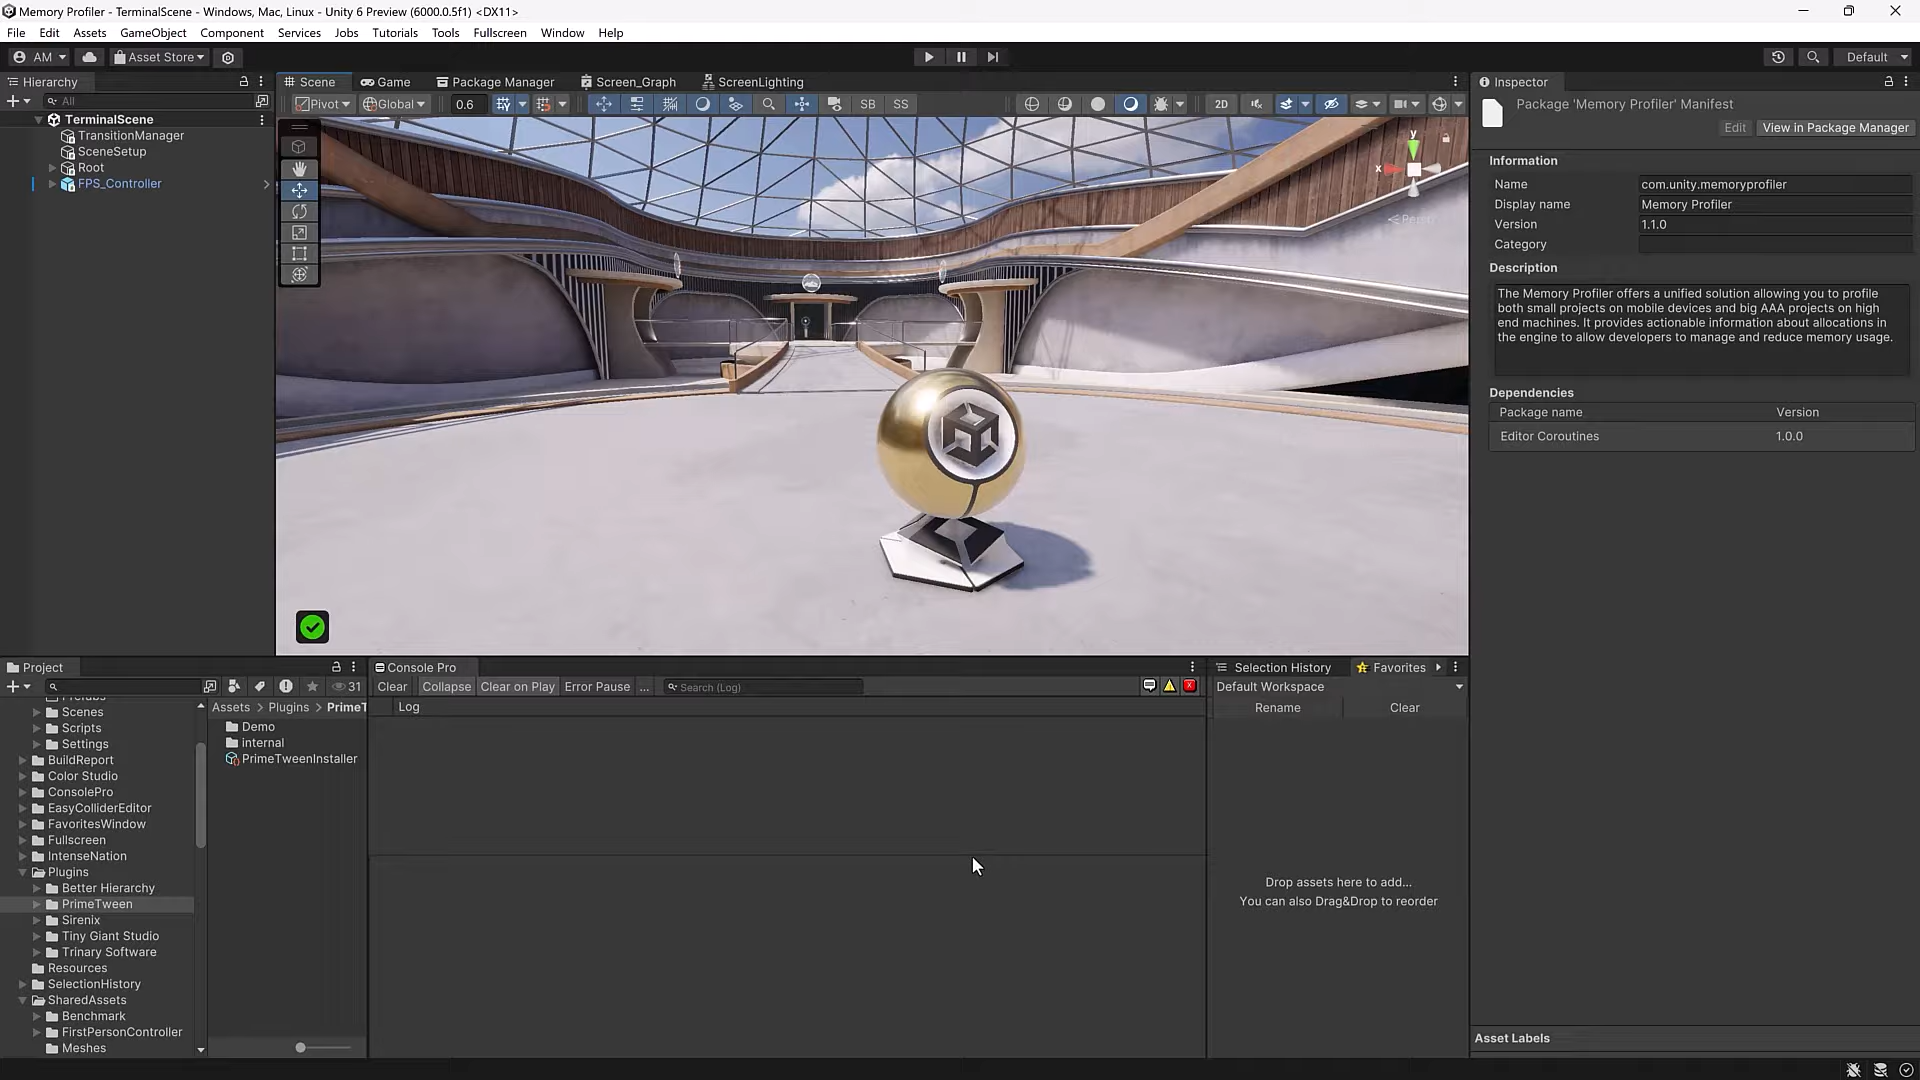 Memory Profiler - TerminalScene - Windows, Mac, Linux - Unity 6 Preview (6000.0.5f1) <DX11>
File Edit Assets GameObject Component Services Jobs Tutorials Tools Fullscreen Window Help
AM Asset Store Default
Hierarchy
All
TerminalScene
TransitionManager
SceneSetup
Root
FPS_Controller
Scene Game Package Manager Screen_Graph ScreenLighting
Pivot Global 0.6 SB SS 2D
y
x
Persp
Inspector
Package 'Memory Profiler' Manifest
Edit View in Package Manager
Information
Name com.unity.memoryprofiler
Display name Memory Profiler
Version 1.1.0
Category
Description
The Memory Profiler offers a unified solution allowing you to profile
both small projects on mobile devices and big AAA projects on high
end machines. It provides actionable information about allocations in
the engine to allow developers to manage and reduce memory usage.
Dependencies
Package name Version
Editor Coroutines 1.0.0
Asset Labels
Project
31
Prefabs
Scenes
Scripts
Settings
BuildReport
Color Studio
ConsolePro
EasyColliderEditor
FavoritesWindow
Fullscreen
IntenseNation
Plugins
Better Hierarchy
PrimeTween
Sirenix
Tiny Giant Studio
Trinary Software
Resources
SelectionHistory
SharedAssets
Benchmark
FirstPersonController
Meshes
Assets > Plugins > PrimeT
Demo
internal
PrimeTweenInstaller
Console Pro
Clear Collapse Clear on Play Error Pause ... Search (Log)
Log
Selection History Favorites
Default Workspace
Rename Clear
Drop assets here to add...
You can also Drag&Drop to reorder